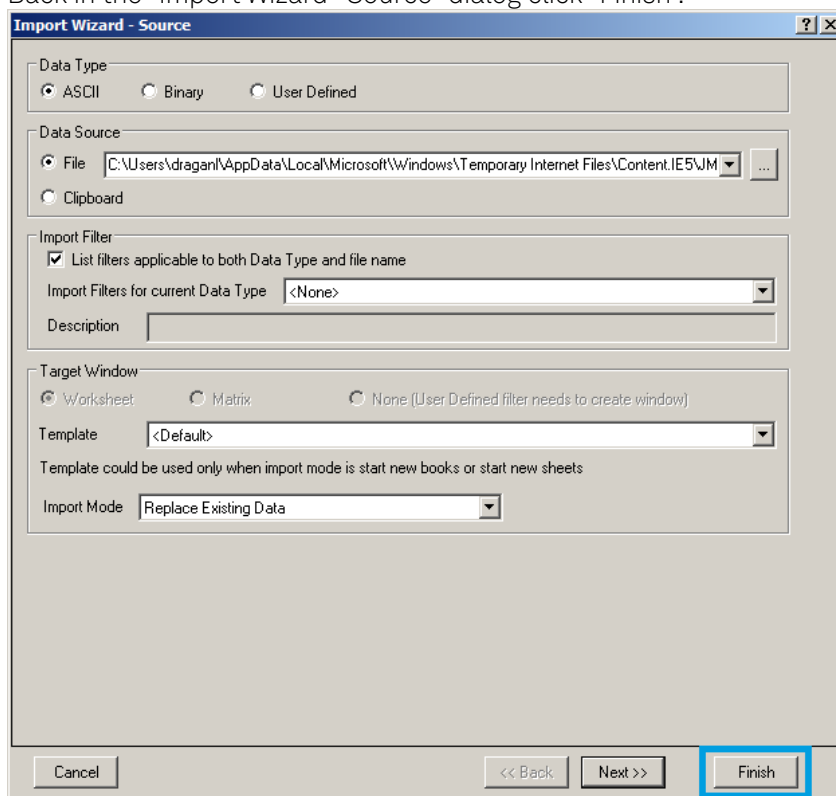 Back in the "Import Wizard - Source" dialog click "Finish".
Import Wizard - Source
? X
Data Type
ASCII Binary User Defined
Data Source
File C:\Users\draganl\AppData\Local\Microsoft\Windows\Temporary Internet Files\Content.IE5\JM ...
Clipboard
Import Filter
List filters applicable to both Data Type and file name
Import Filters for current Data Type <None>
Description
Target Window
Worksheet Matrix None (User Defined filter needs to create window)
Template <Default>
Template could be used only when import mode is start new books or start new sheets
Import Mode Replace Existing Data
Cancel << Back Next >> Finish